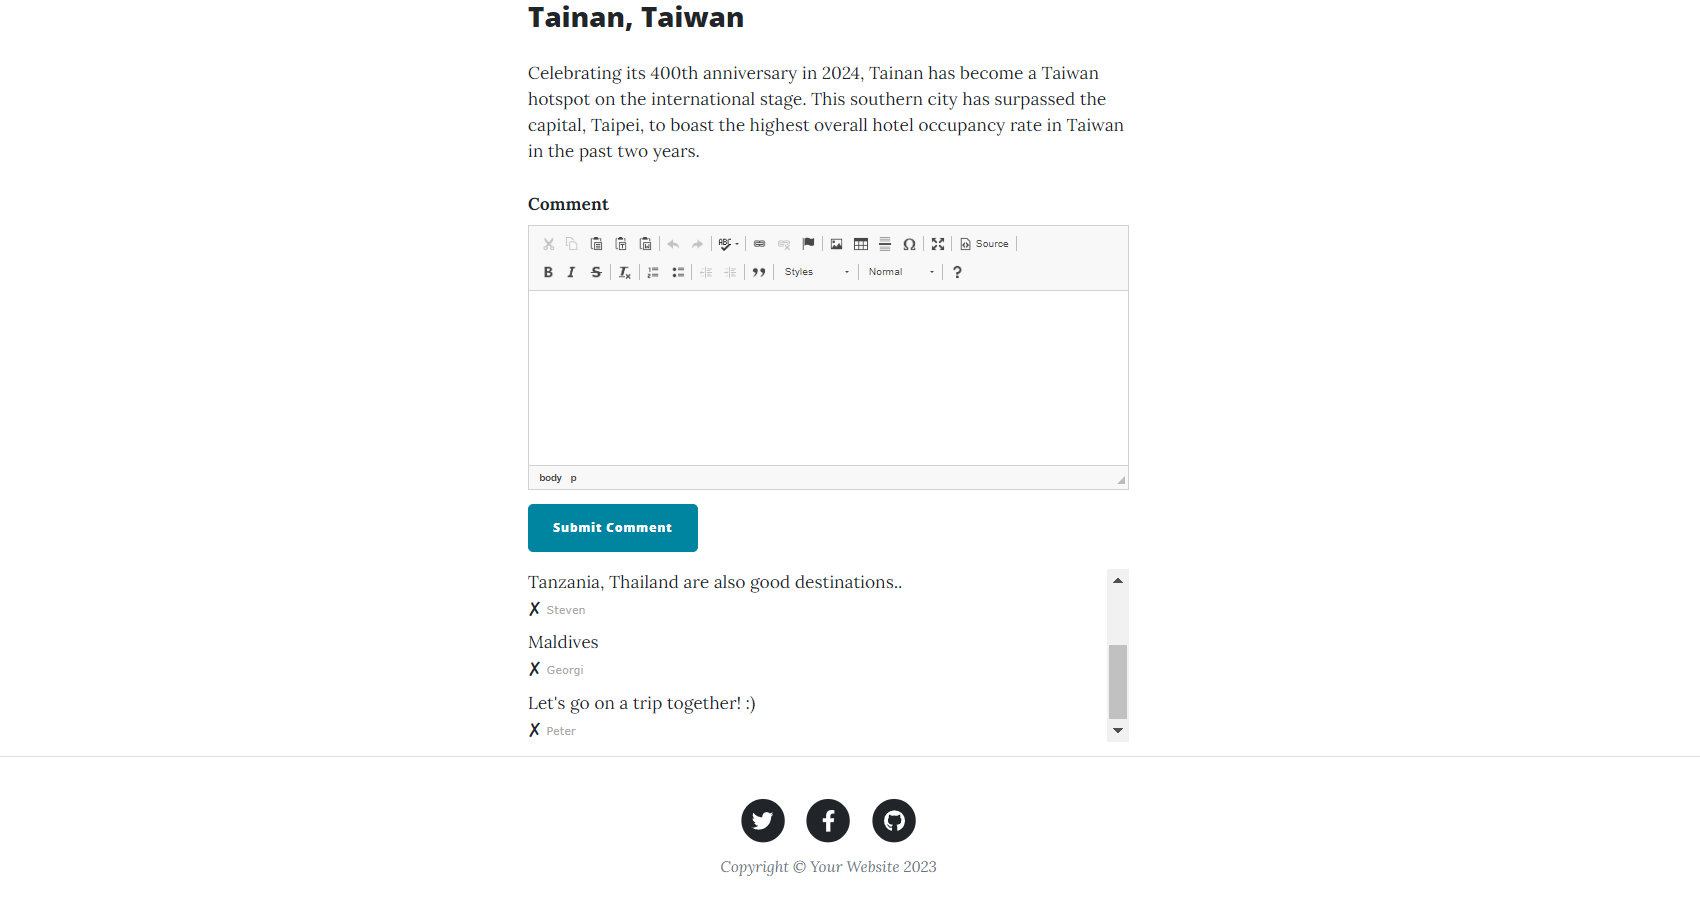 Tainan, Taiwan
Celebrating its 400th anniversary in 2024, Tainan has become a Taiwan
hotspot on the international stage. This southern city has surpassed the
capital, Taipei, to boast the highest overall hotel occupancy rate in Taiwan
in the past two years.
Comment
ABC Source
B I S Styles Normal ?
body p
Submit Comment
Tanzania, Thailand are also good destinations..
✗ Steven
Maldives
✗ Georgi
Let's go on a trip together! :)
✗ Peter
Copyright © Your Website 2023